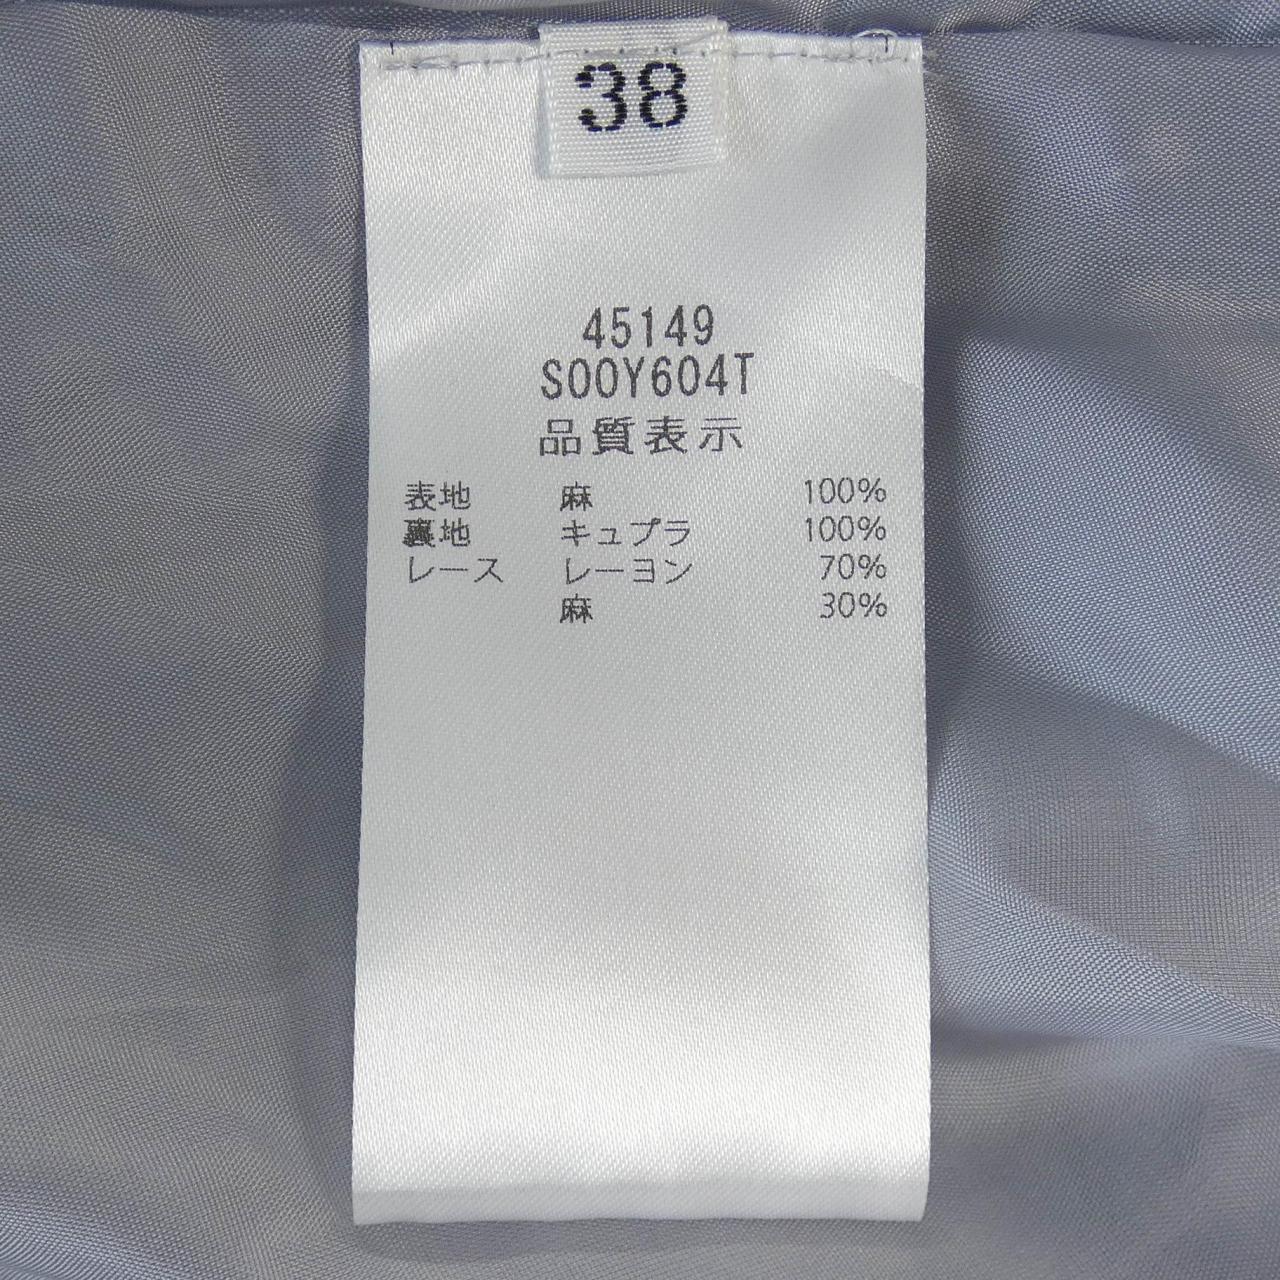 38
45149
S00Y604T
品質表示
表地 麻 100%
裏地 キュプラ 100%
レース レーヨン 70%
麻 30%